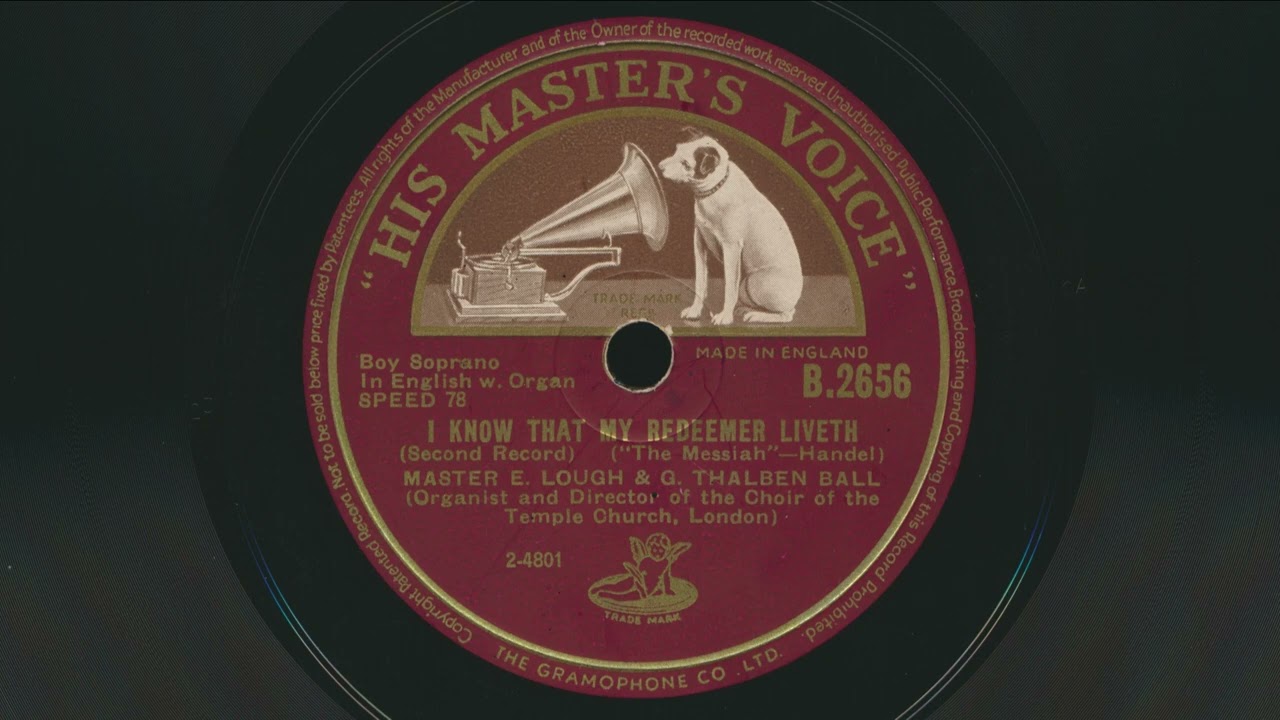 Copyright Patented Record Not to be sold below price fixed by Patentees. All rights of the Manufacturer and of the Owner of the recorded work reserved. Unauthorised Public Performance, Broadcasting and Copying of this Record Prohibited.
"HIS MASTER'S VOICE"
TRADE MARK
REGD
MADE IN ENGLAND
Boy Soprano
In English w. Organ
SPEED 78
B.2656
I KNOW THAT MY REDEEMER LIVETH
(Second Record) ("The Messiah"—Handel)
MASTER E. LOUGH & G. THALBEN BALL
(Organist and Director of the Choir of the
Temple Church, London)
2-4801
TRADE MARK
THE GRAMOPHONE CO. LTD.